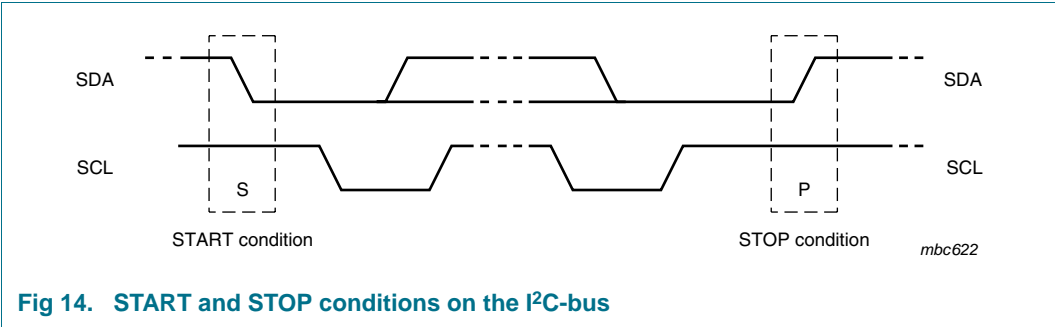 SDA
SDA
SCL
SCL
S
P
START condition
STOP condition
mbc622
Fig 14. START and STOP conditions on the I²C-bus